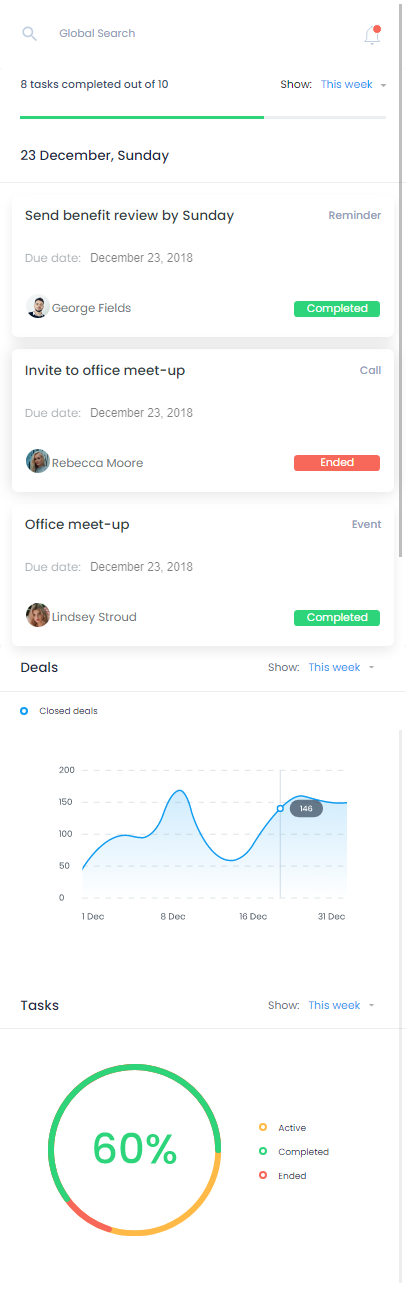 Global Search
8 tasks completed out of 10 Show: This week
23 December, Sunday
Send benefit review by Sunday Reminder
Due date: December 23, 2018
George Fields Completed
Invite to office meet-up Call
Due date: December 23, 2018
Rebecca Moore Ended
Office meet-up Event
Due date: December 23, 2018
Lindsey Stroud Completed
Deals Show: This week
Closed deals
200
150
146
100
50
0
1 Dec 8 Dec 16 Dec 31 Dec
Tasks Show: This week
Active
60% Completed
Ended